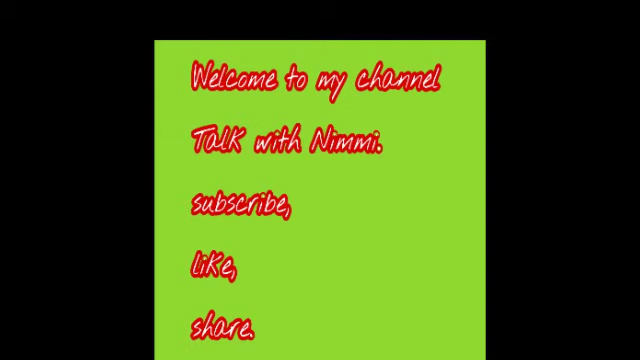 Welcome to my channel
Talk with Nimmi.
subscribe,
like,
share.